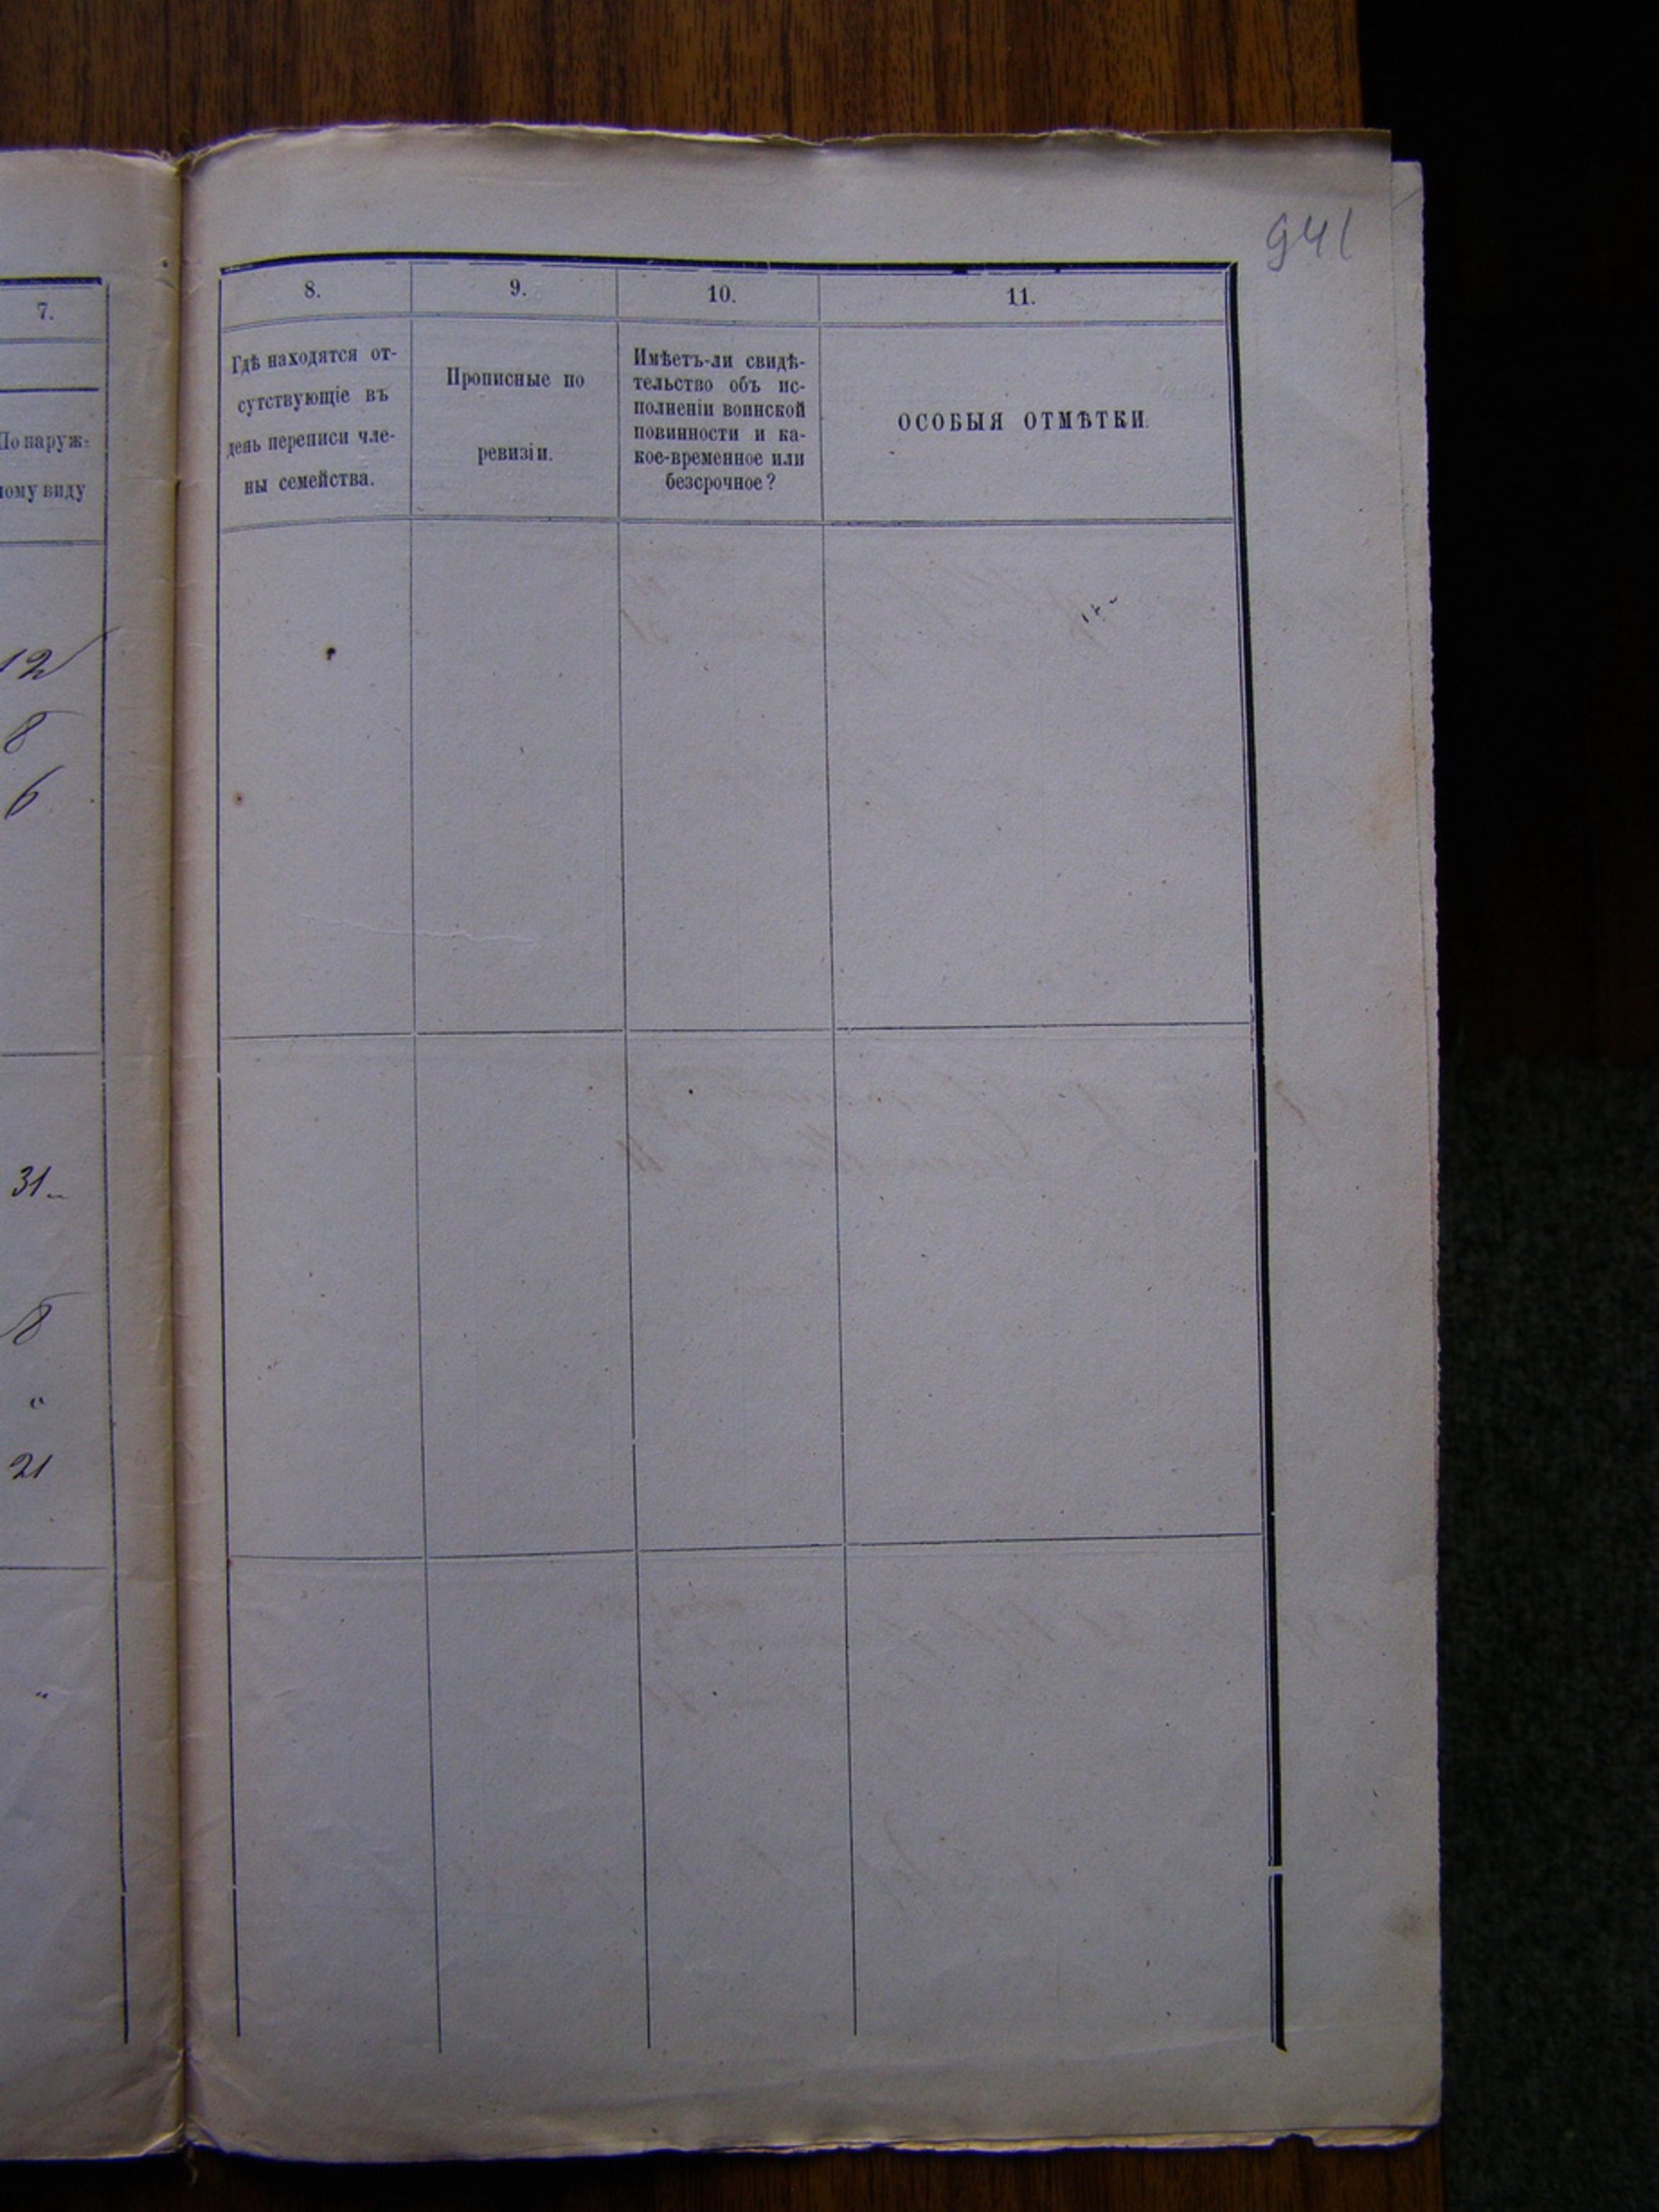 941
7.
По наруж-
ному виду
12
8
6
31
8
"
21
"
8.
9.
10.
11.
Гдѣ находятся от-
сутствующіе въ
день переписи чле-
ны семейства.
Прописные по
ревизіи.
Имѣетъ-ли свидѣ-
тельство объ ис-
полненіи воинской
повинности и ка-
кое-временное или
безсрочное?
ОСОБЫЯ ОТМѢТКИ.